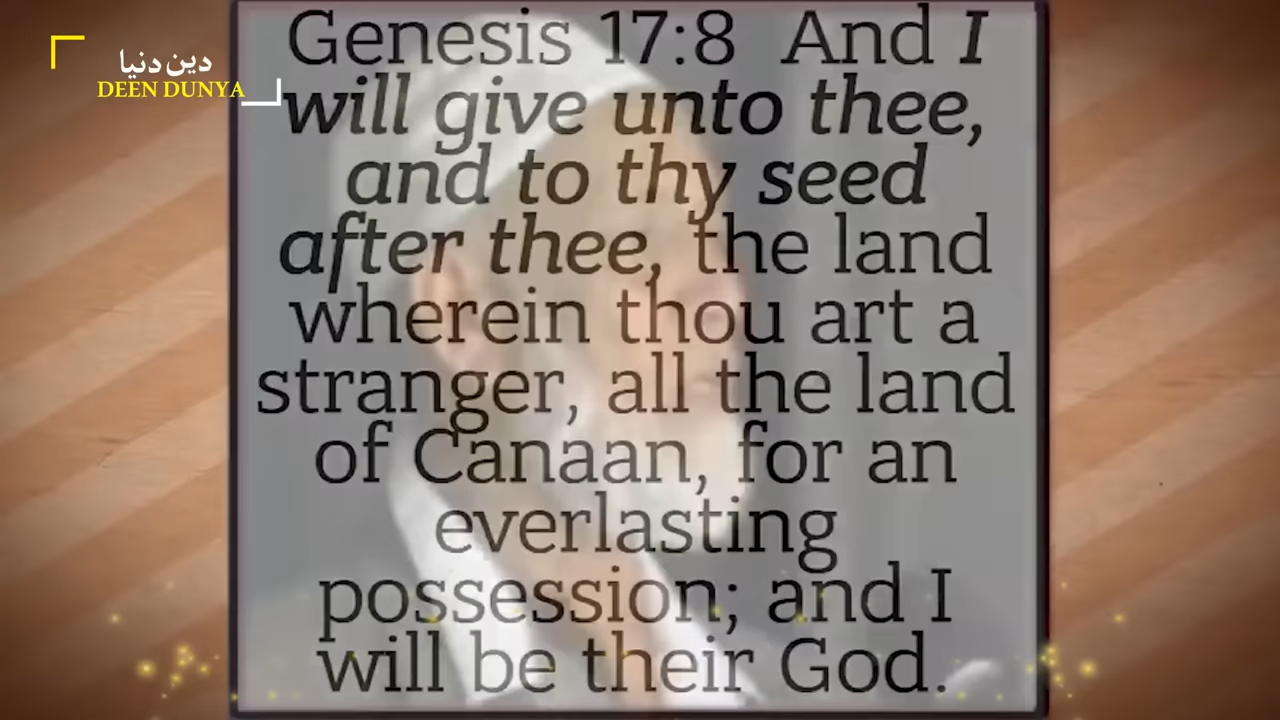 دین دنیا
DEEN DUNYA
Genesis 17:8 And I
will give unto thee,
and to thy seed
after thee, the land
wherein thou art a
stranger, all the land
of Canaan, for an
everlasting
possession; and I
will be their God.